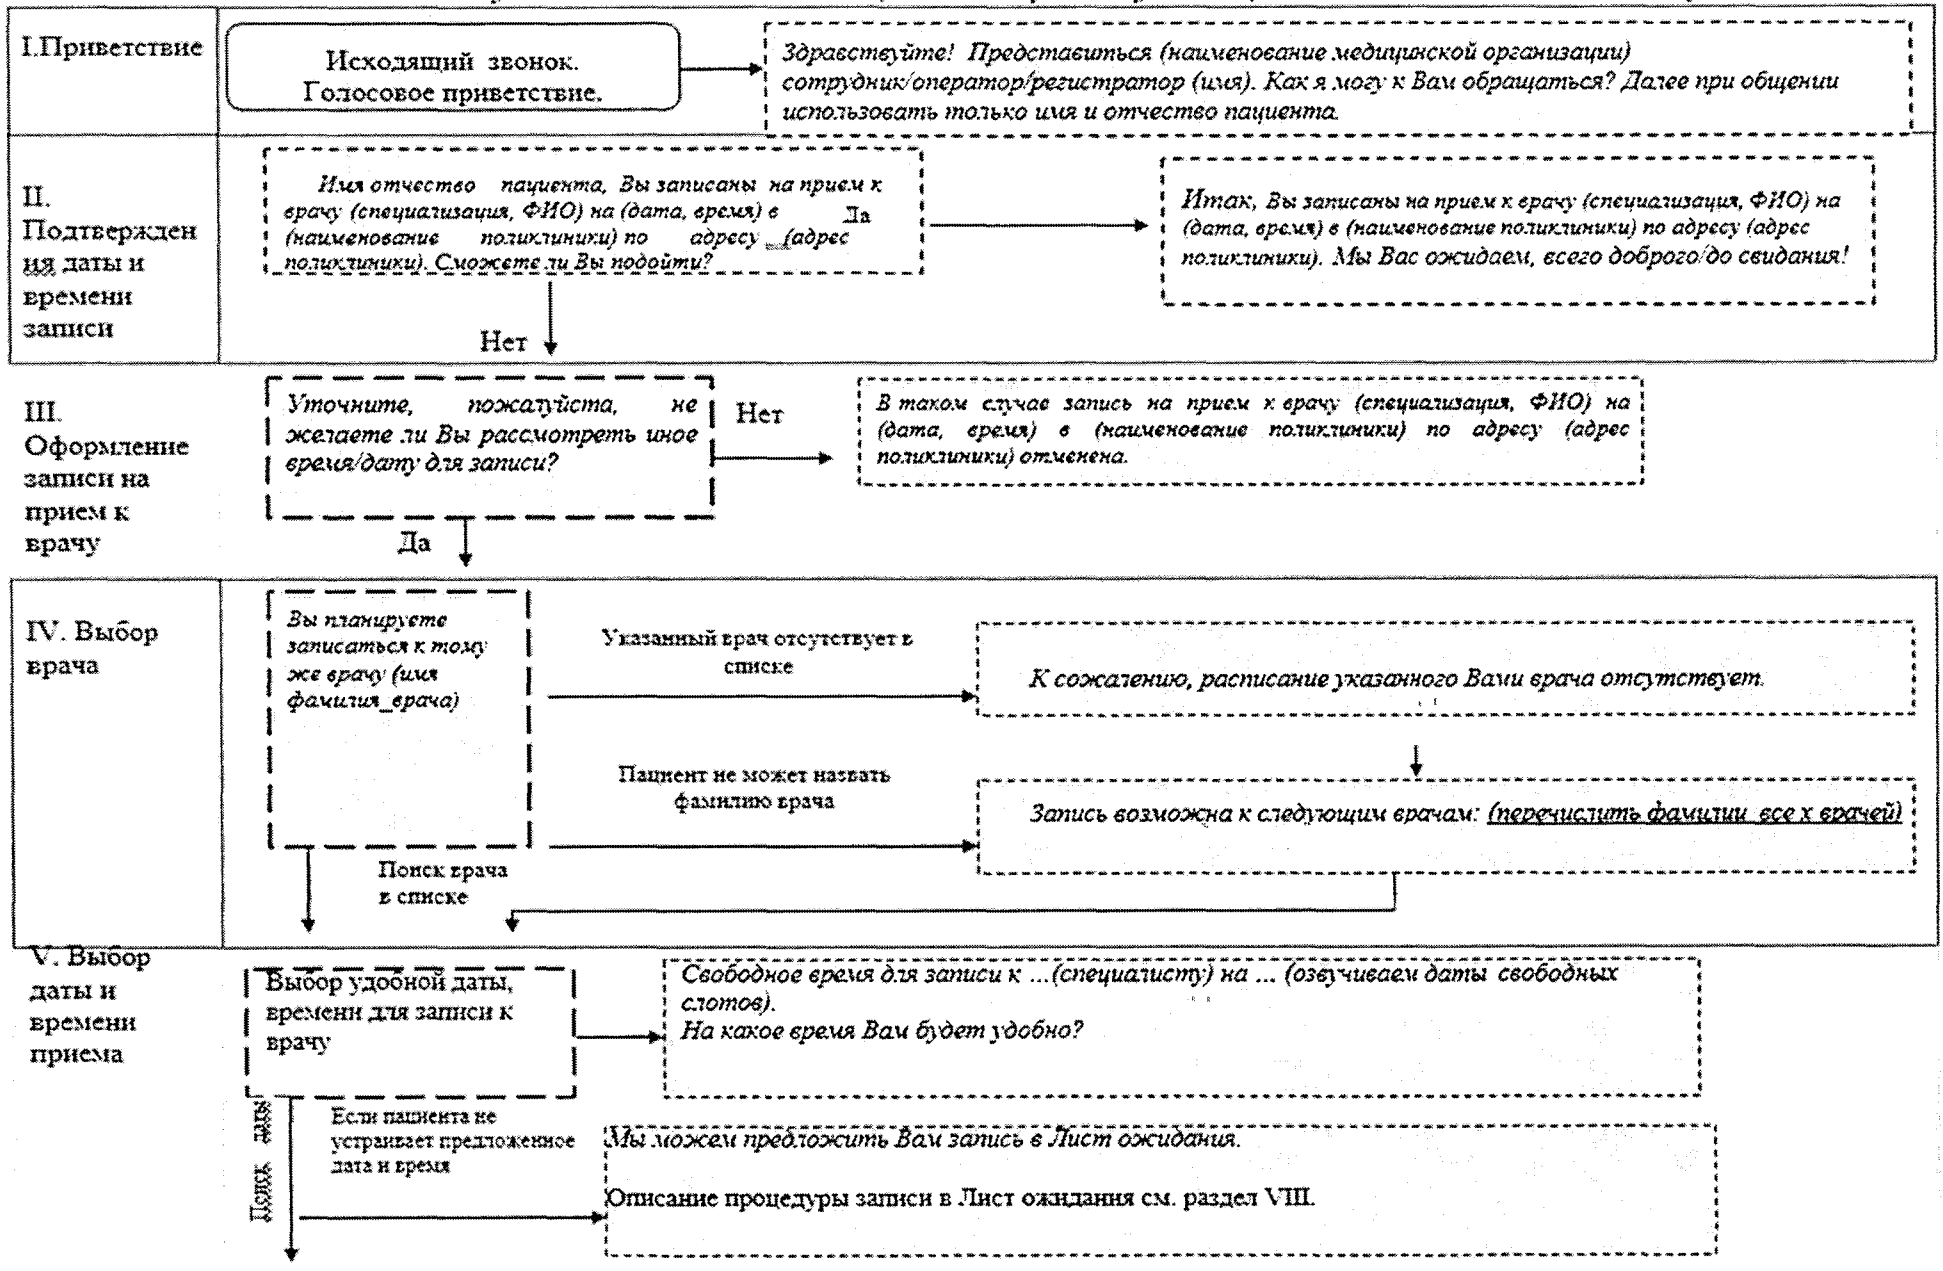 I.Приветствие
Исходящий звонок.
Голосовое приветствие.
Здравствуйте! Представиться (наименование медицинской организации)
сотрудник/оператор/регистратор (имя). Как я могу к Вам обращаться? Далее при общении
использовать только имя и отчество пациента.
II.
Подтвержден
ия даты и
времени
записи
Имя отчество пациента, Вы записаны на прием к
врачу (специализация, ФИО) на (дата, время) в
(наименование поликлиники) по адресу (адрес
поликлиники). Сможете ли Вы подойти?
Да
Итак, Вы записаны на прием к врачу (специализация, ФИО) на
(дата, время) в (наименование поликлиники) по адресу (адрес
поликлиники). Мы Вас ожидаем, всего доброго/до свидания!
Нет
III.
Оформление
записи на
прием к
врачу
Уточните, пожалуйста, не
желаете ли Вы рассмотреть иное
время/дату для записи?
Нет
В таком случае запись на прием к врачу (специализация, ФИО) на
(дата, время) в (наименование поликлиники) по адресу (адрес
поликлиники) отменена.
Да
IV. Выбор
врача
Вы планируете
записаться к тому
же врачу (имя
фамилия_врача)
Указанный врач отсутствует в
списке
К сожалению, расписание указанного Вами врача отсутствует.
Пациент не может назвать
фамилию врача
Запись возможна к следующим врачам: (перечислить фамилии все х врачей)
Поиск врача
в списке
V. Выбор
даты и
времени
приема
Выбор удобной даты,
времени для записи к
врачу
Свободное время для записи к ...(специалисту) на ... (озвучиваем даты свободных
слотов).
На какое время Вам будет удобно?
Поиск даты
Если пациента не
устраивает предложенное
дата и время
Мы можем предложить Вам запись в Лист ожидания.
Описание процедуры записи в Лист ожидания см. раздел VIII.